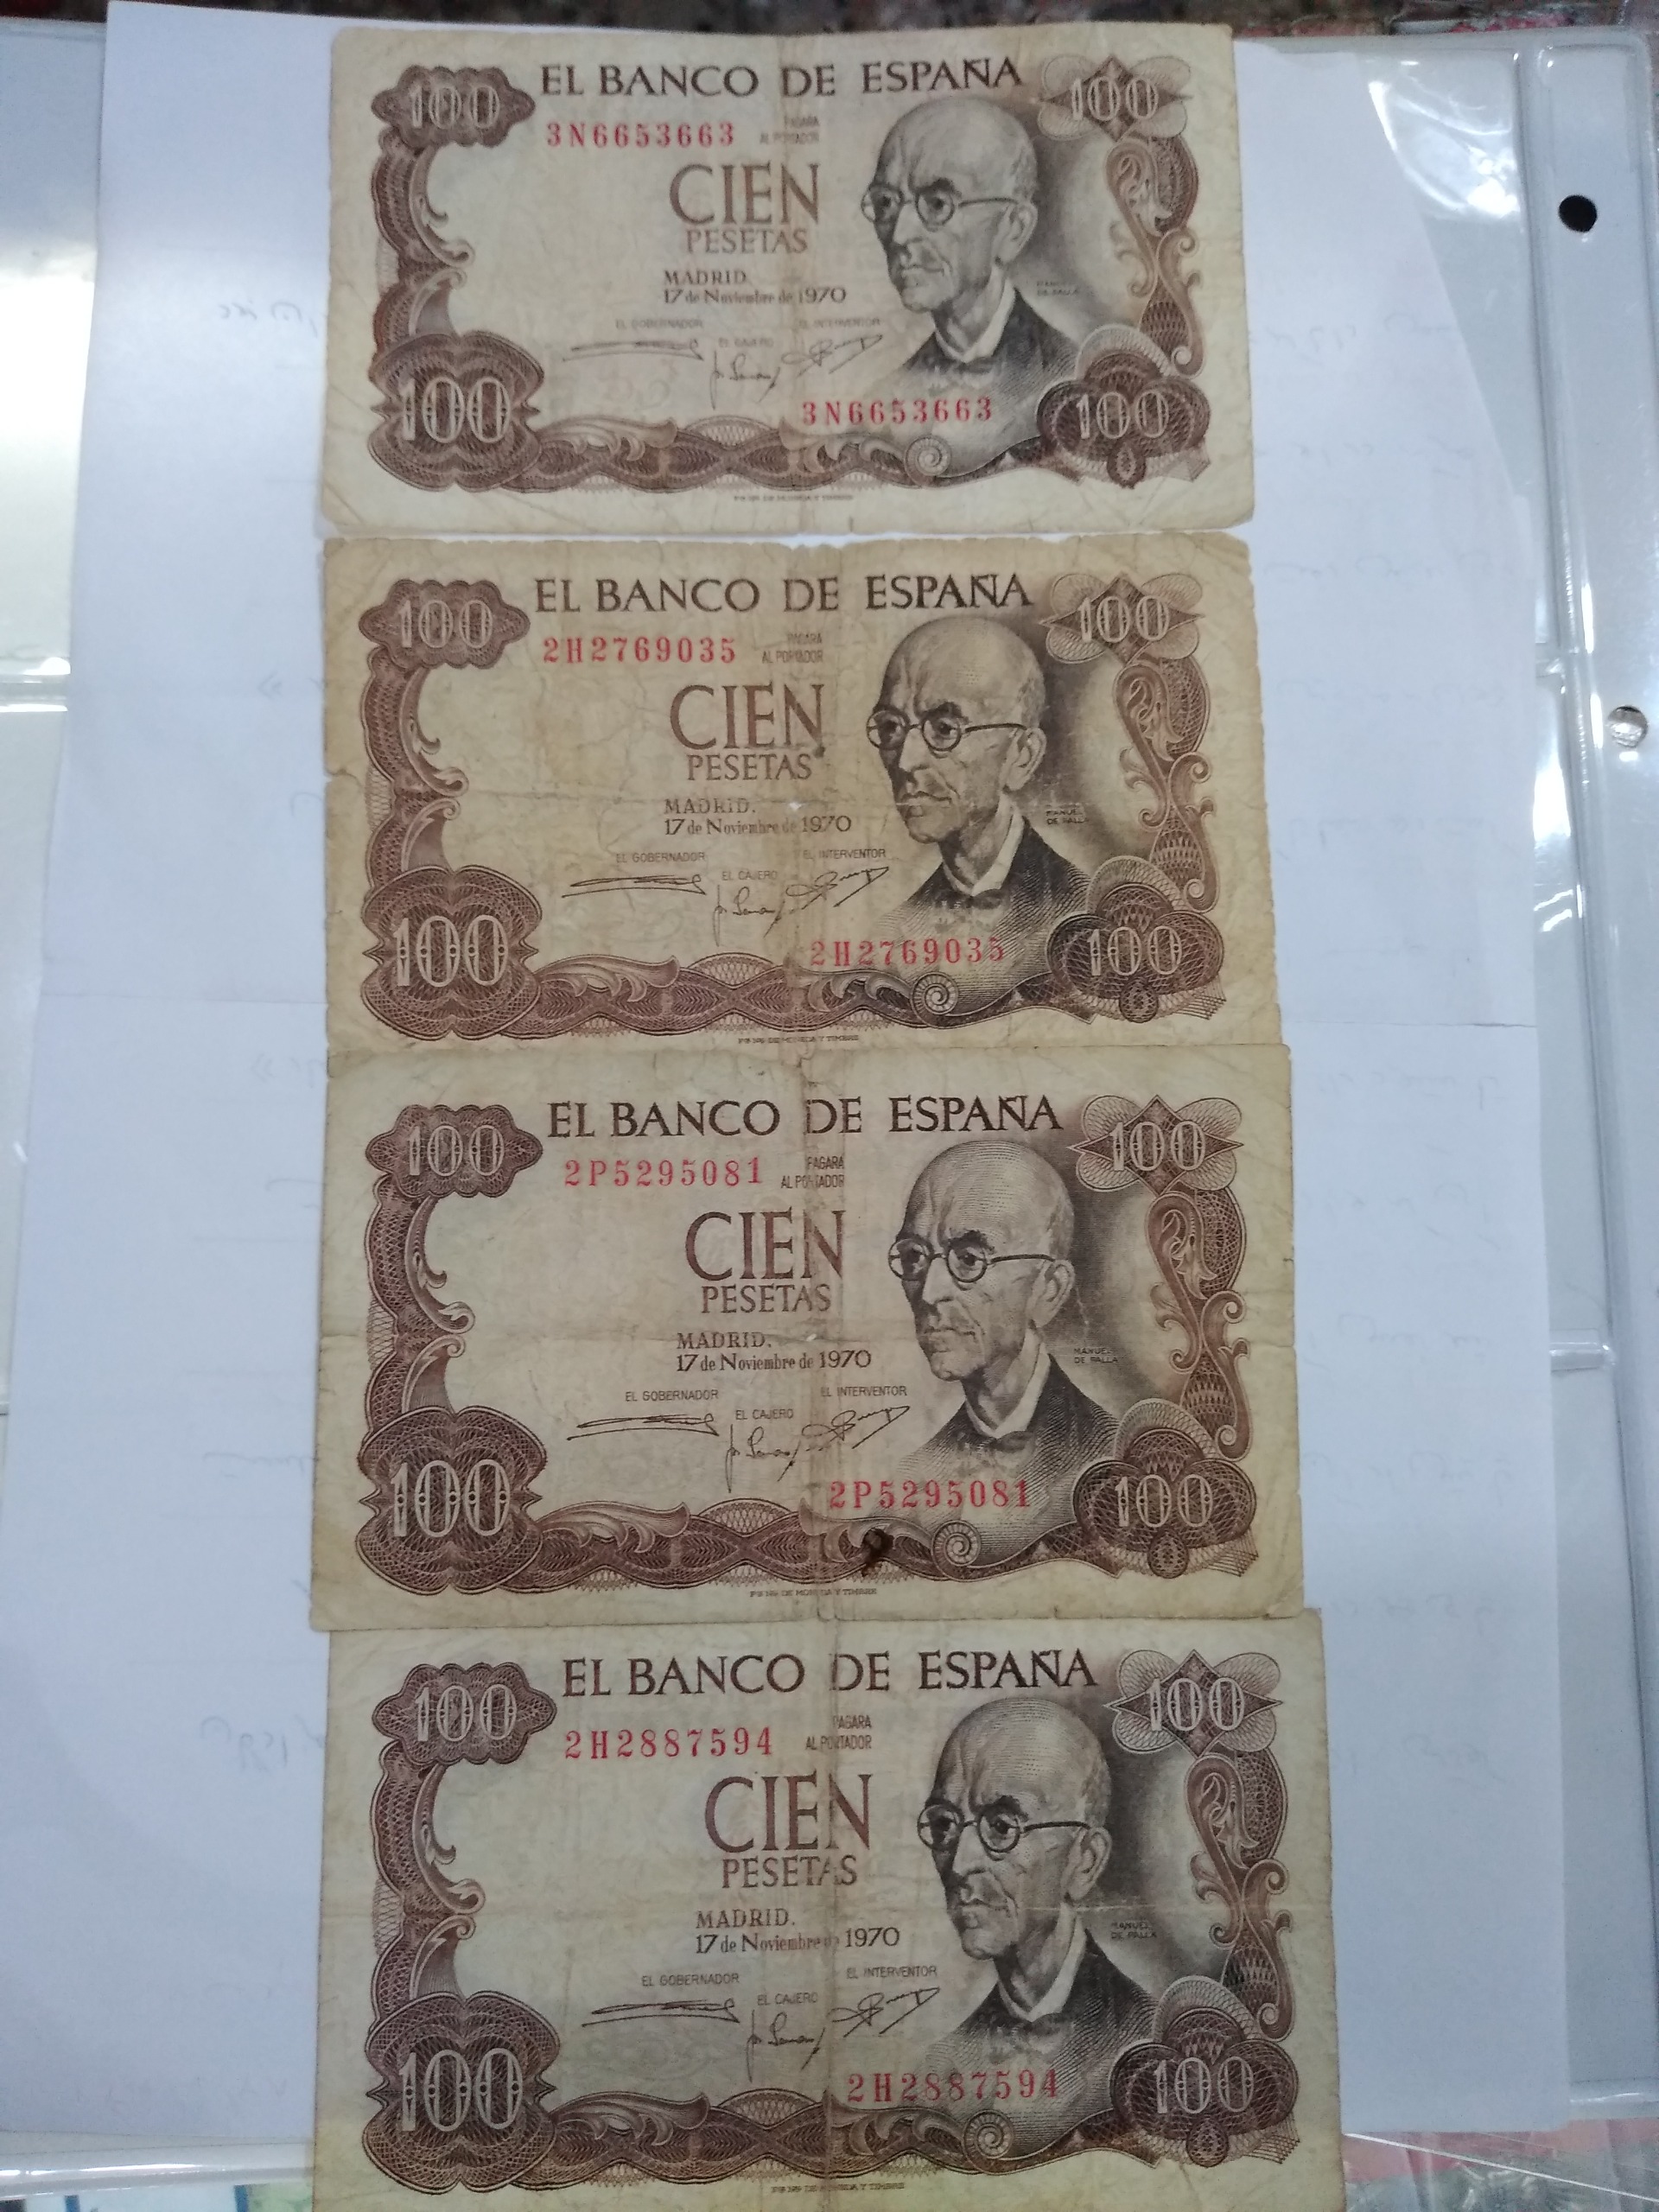 100 EL BANCO DE ESPAÑA 100
3N6653663 PAGARA
AL PORTADOR
CIEN
PESETAS
MADRID,
17 de Noviembre de 1970
MANUEL
DE FALLA
EL GOBERNADOR EL INTERVENTOR
EL CAJERO
100 3N6653663 100
100 EL BANCO DE ESPAÑA 100
2H2769035 PAGARA
AL PORTADOR
CIEN
PESETAS
MADRID.
17 de Noviembre de 1970
MANUEL
DE FALLA
EL GOBERNADOR EL INTERVENTOR
EL CAJERO
100 2H2769035 100
100 EL BANCO DE ESPAÑA 100
2P5295081 PAGARA
AL PORTADOR
CIEN
PESETAS
MADRID.
17 de Noviembre de 1970
MANUEL
DE FALLA
EL GOBERNADOR EL INTERVENTOR
EL CAJERO
100 2P5295081 100
100 EL BANCO DE ESPAÑA 100
2H2887594 PAGARA
AL PORTADOR
CIEN
PESETAS
MADRID.
17 de Noviembre de 1970
MANUEL
DE FALLA
EL GOBERNADOR EL INTERVENTOR
EL CAJERO
100 2H2887594 100